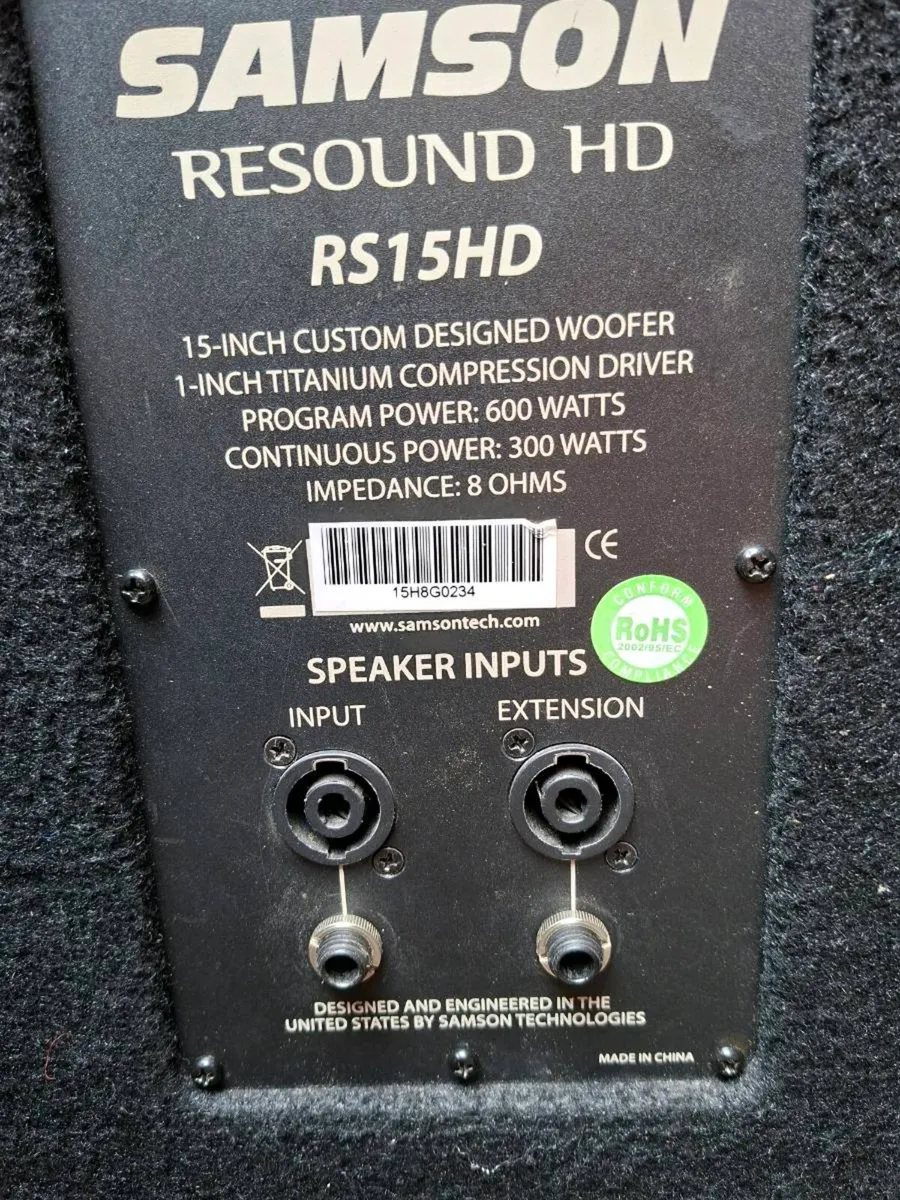 SAMSON
RESOUND HD
RS15HD
15-INCH CUSTOM DESIGNED WOOFER
1-INCH TITANIUM COMPRESSION DRIVER
PROGRAM POWER: 600 WATTS
CONTINUOUS POWER: 300 WATTS
IMPEDANCE: 8 OHMS
CE
15H8G0234
www.samsontech.com
CONFORM
RoHS
2002/95/EC
COMPLIANCE
SPEAKER INPUTS
INPUT
EXTENSION
DESIGNED AND ENGINEERED IN THE
UNITED STATES BY SAMSON TECHNOLOGIES
MADE IN CHINA